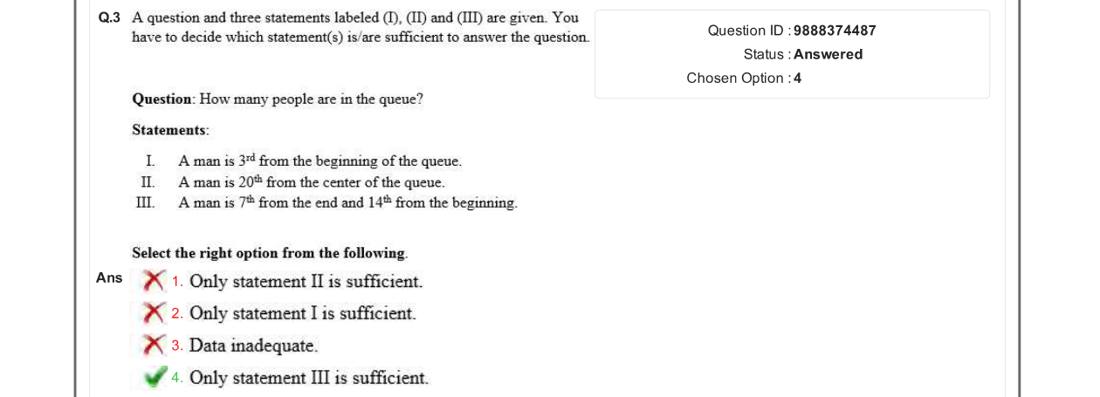 Q.3 A question and three statements labeled (I), (II) and (III) are given. You
have to decide which statement(s) is/are sufficient to answer the question.
Question ID : 9888374487
Status : Answered
Chosen Option : 4
Question: How many people are in the queue?
Statements:
I. A man is 3rd from the beginning of the queue.
II. A man is 20th from the center of the queue.
III. A man is 7th from the end and 14th from the beginning.
Select the right option from the following.
Ans 1. Only statement II is sufficient.
2. Only statement I is sufficient.
3. Data inadequate.
4. Only statement III is sufficient.